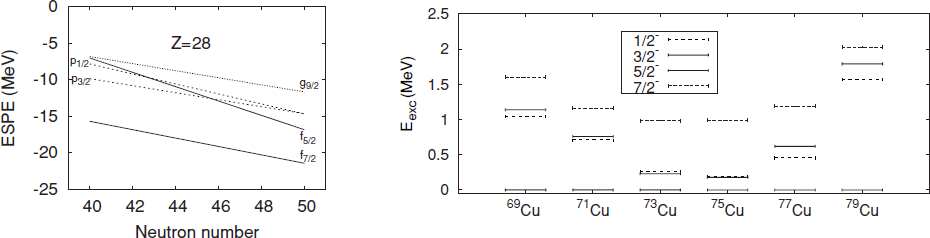 0
-5
-10
-15
-20
-25
ESPE (MeV)
Z=28
p1/2
p3/2
g9/2
f5/2
f7/2
40 42 44 46 48 50
Neutron number
2.5
2
1.5
1
0.5
0
Eexc (MeV)
1/2-
3/2-
5/2-
7/2-
69Cu 71Cu 73Cu 75Cu 77Cu 79Cu